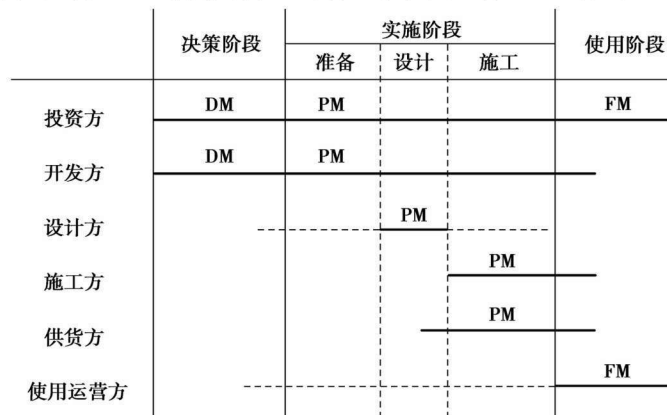 决策阶段 实施阶段 使用阶段
准备 设计 施工
投资方 DM PM FM
开发方 DM PM
设计方 PM
施工方 PM
供货方 PM
使用运营方 FM